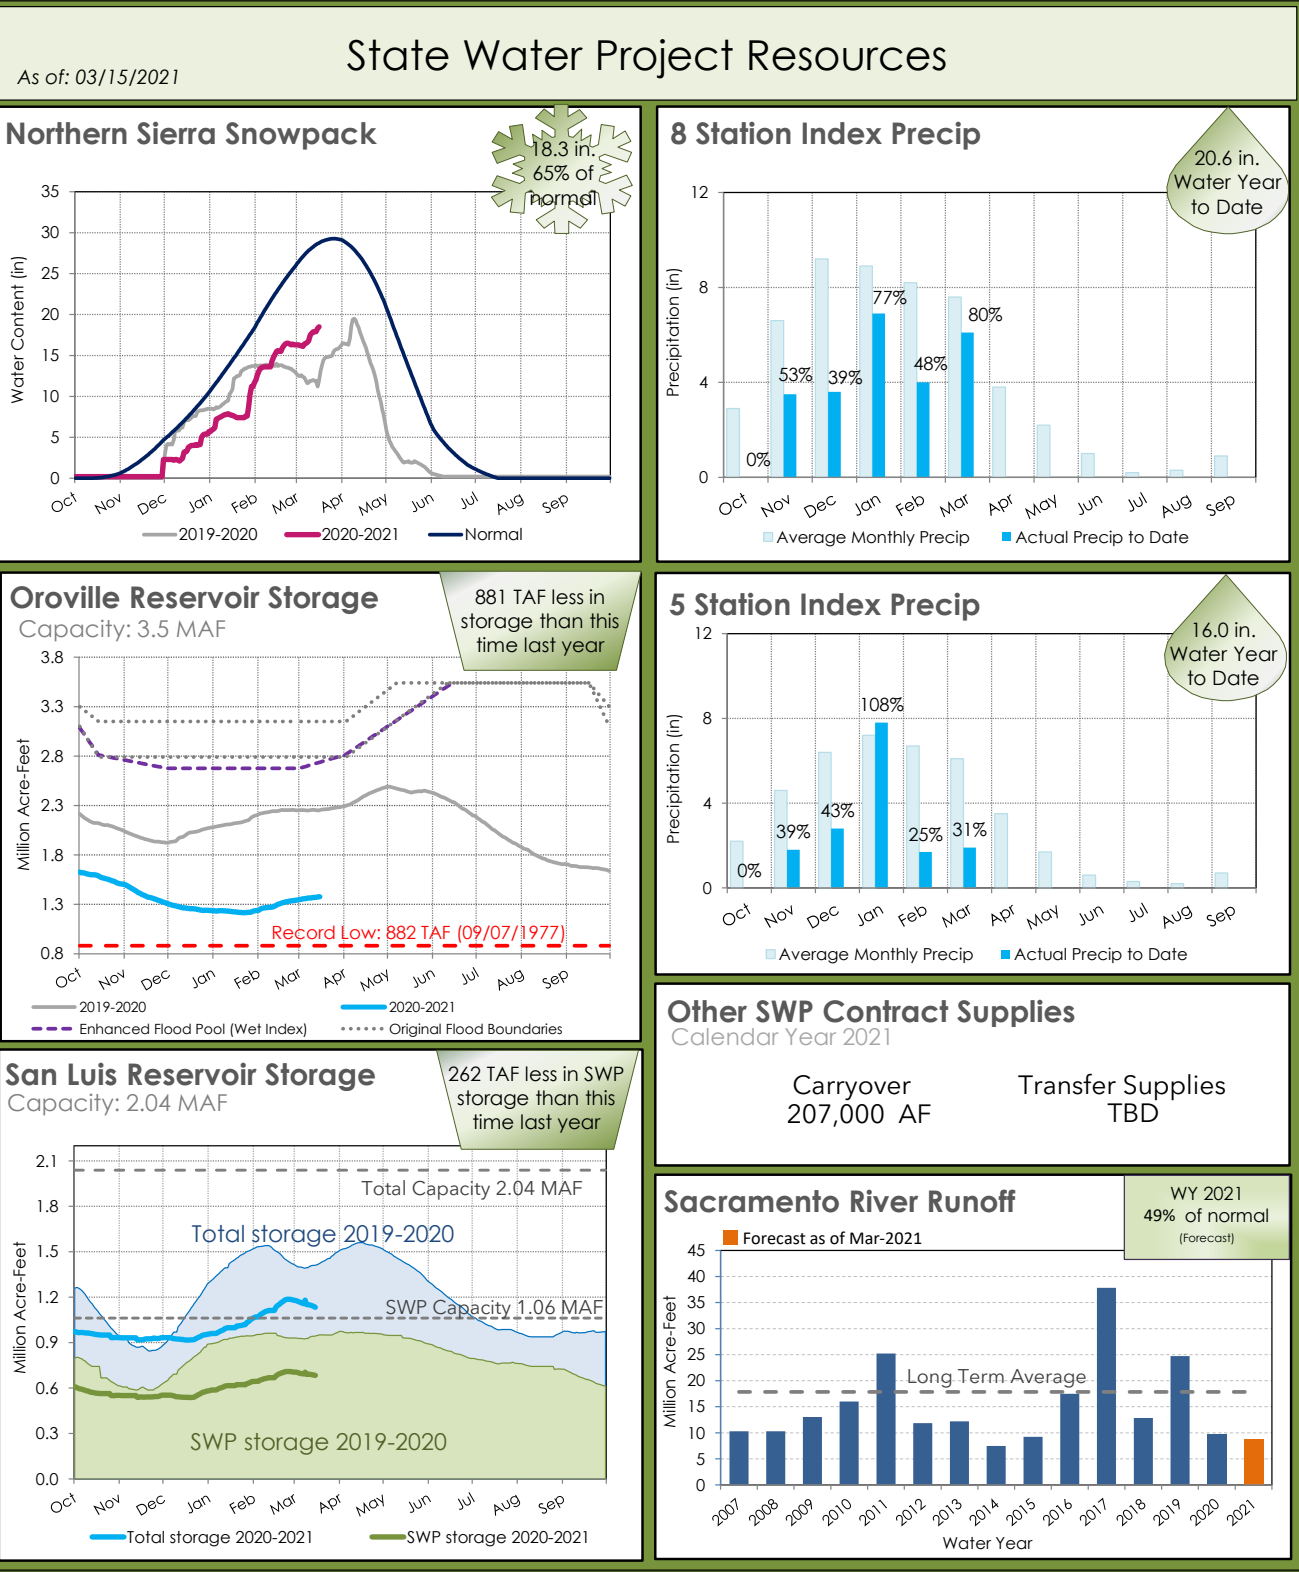 State Water Project Resources
As of: 03/15/2021
Northern Sierra Snowpack
18.3 in.
65% of
normal
35
30
25
20
15
10
5
0
Water Content (in)
Oct Nov Dec Jan Feb Mar Apr May Jun Jul Aug Sep
2019-2020 2020-2021 Normal
8 Station Index Precip
20.6 in.
Water Year
to Date
12
8
4
0
Precipitation (in)
0% 53% 39% 77% 48% 80%
Oct Nov Dec Jan Feb Mar Apr May Jun Jul Aug Sep
Average Monthly Precip Actual Precip to Date
Oroville Reservoir Storage
Capacity: 3.5 MAF
881 TAF less in
storage than this
time last year
3.8
3.3
2.8
2.3
1.8
1.3
0.8
Million Acre-Feet
Record Low: 882 TAF (09/07/1977)
Oct Nov Dec Jan Feb Mar Apr May Jun Jul Aug Sep
2019-2020 2020-2021
Enhanced Flood Pool (Wet Index) Original Flood Boundaries
5 Station Index Precip
16.0 in.
Water Year
to Date
12
8
4
0
Precipitation (in)
0% 39% 43% 108% 25% 31%
Oct Nov Dec Jan Feb Mar Apr May Jun Jul Aug Sep
Average Monthly Precip Actual Precip to Date
Other SWP Contract Supplies
Calendar Year 2021
Carryover Transfer Supplies
207,000 AF TBD
San Luis Reservoir Storage
Capacity: 2.04 MAF
262 TAF less in SWP
storage than this
time last year
2.1
1.8
1.5
1.2
0.9
0.6
0.3
0.0
Million Acre-Feet
Total Capacity 2.04 MAF
Total storage 2019-2020
SWP Capacity 1.06 MAF
SWP storage 2019-2020
Oct Nov Dec Jan Feb Mar Apr May Jun Jul Aug Sep
Total storage 2020-2021 SWP storage 2020-2021
Sacramento River Runoff
WY 2021
49% of normal
(Forecast)
Forecast as of Mar-2021
45
40
35
30
25
20
15
10
5
0
Million Acre-Feet
Long Term Average
2007 2008 2009 2010 2011 2012 2013 2014 2015 2016 2017 2018 2019 2020 2021
Water Year